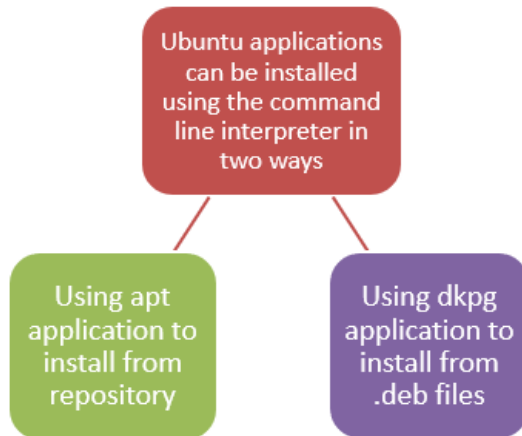 Ubuntu applications
can be installed
using the command
line interpreter in
two ways
Using apt
application to
install from
repository
Using dkpg
application to
install from
.deb files